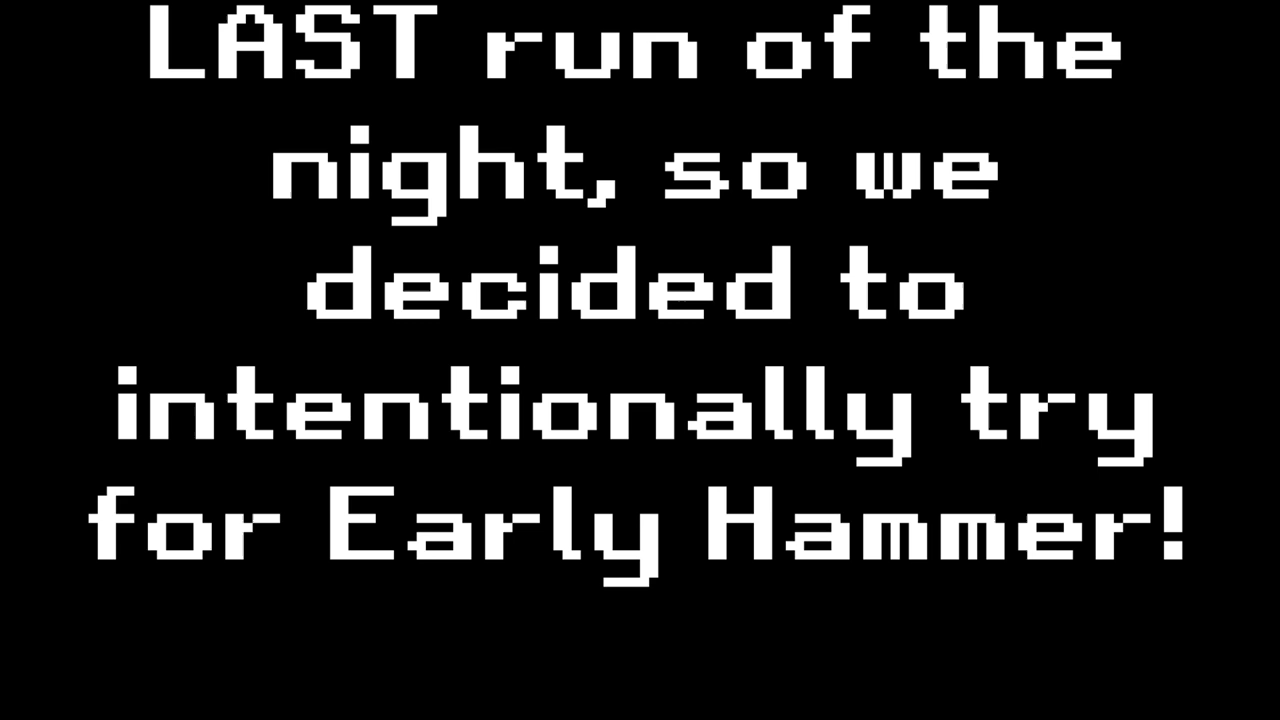 LAST run of the
night, so we
decided to
intentionally try
for Early Hammer!